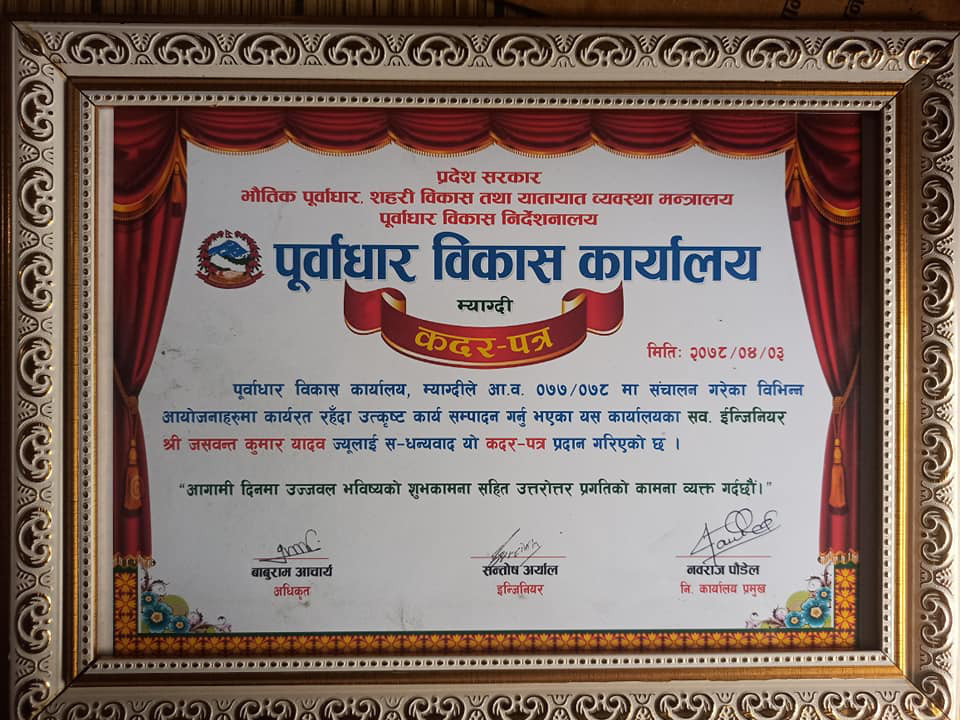 प्रदेश सरकार
भौतिक पूर्वाधार, शहरी विकास तथा यातायात व्यवस्था मन्त्रालय
पूर्वाधार विकास निर्देशनालय
पूर्वाधार विकास कार्यालय
म्याग्दी
कदर-पत्र
मितिः २०७८/०४/०३
पूर्वाधार विकास कार्यालय, म्याग्दीले आ.व. ०७७/०७८ मा संचालन गरेका विभिन्न
आयोजनाहरुमा कार्यरत रहँदा उत्कृष्ट कार्य सम्पादन गर्नु भएका यस कार्यालयका सव. ईन्जिनियर
श्री जसवन्त कुमार यादव ज्यूलाई स-धन्यवाद यो कदर-पत्र प्रदान गरिएको छ ।
"आगामी दिनमा उज्जवल भविष्यको शुभकामना सहित उत्तरोत्तर प्रगतिको कामना व्यक्त गर्दछौं।"
बाबुराम आचार्य
अधिकृत
सन्तोष अर्याल
इन्जिनियर
नवराज पौडेल
नि. कार्यालय प्रमुख